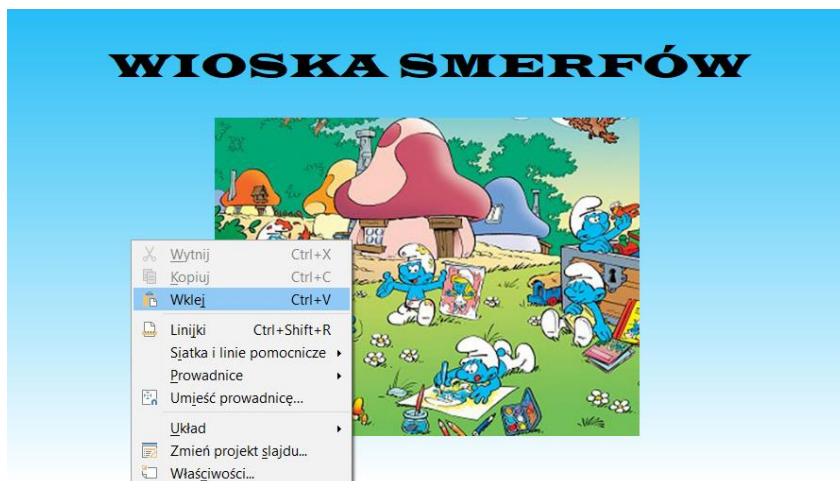 WIOSKA SMERFÓW
Wytnij Ctrl+X
Kopiuj Ctrl+C
Wklej Ctrl+V
Linijki Ctrl+Shift+R
Siatka i linie pomocnicze
Prowadnice
Umieść prowadnicę...
Układ
Zmień projekt slajdu...
Właściwości...